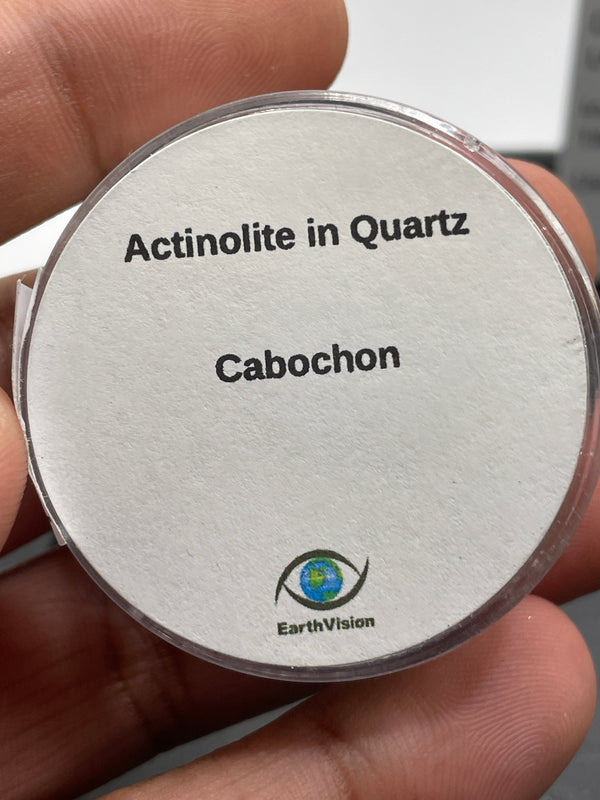 Actinolite in Quartz
Cabochon
EarthVision